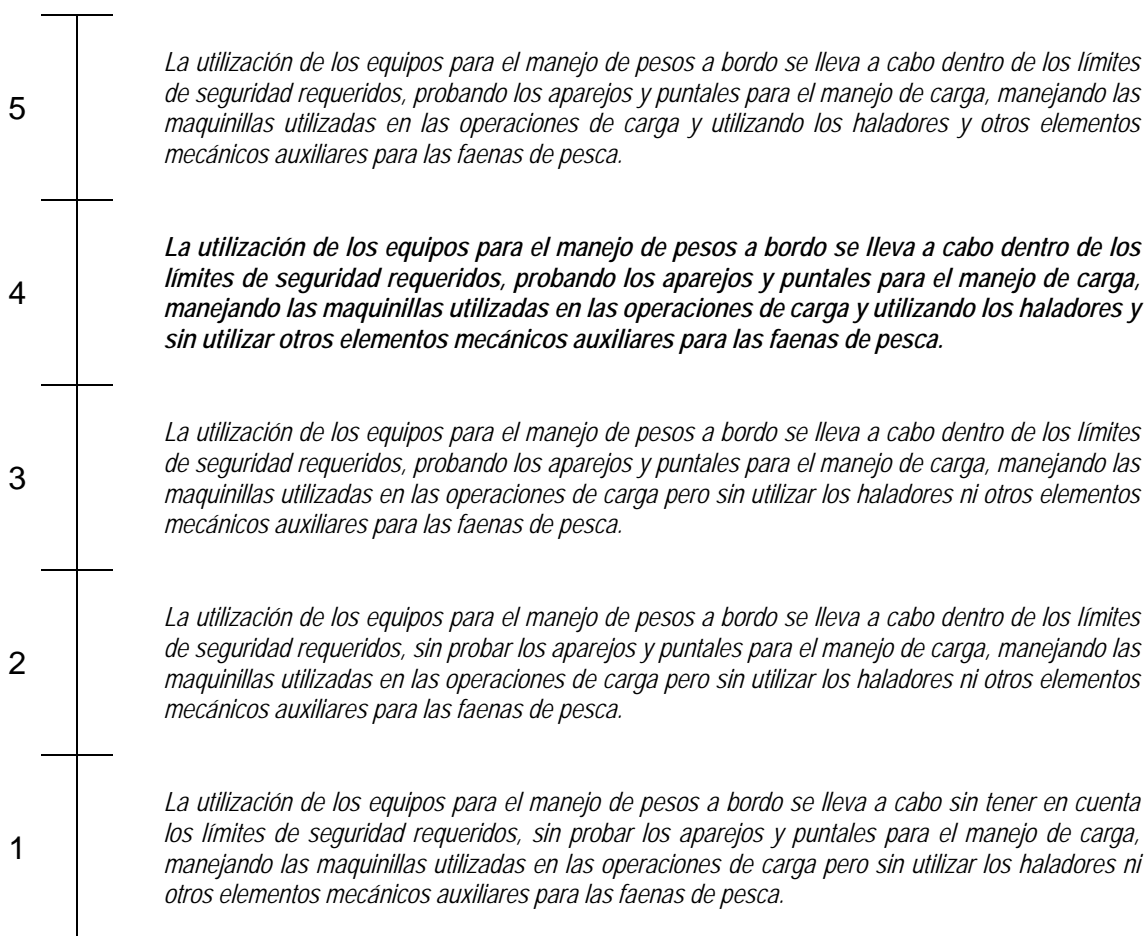 5
La utilización de los equipos para el manejo de pesos a bordo se lleva a cabo dentro de los límites
de seguridad requeridos, probando los aparejos y puntales para el manejo de carga, manejando las
maquinillas utilizadas en las operaciones de carga y utilizando los haladores y otros elementos
mecánicos auxiliares para las faenas de pesca.
4
La utilización de los equipos para el manejo de pesos a bordo se lleva a cabo dentro de los
límites de seguridad requeridos, probando los aparejos y puntales para el manejo de carga,
manejando las maquinillas utilizadas en las operaciones de carga y utilizando los haladores y
sin utilizar otros elementos mecánicos auxiliares para las faenas de pesca.
3
La utilización de los equipos para el manejo de pesos a bordo se lleva a cabo dentro de los límites
de seguridad requeridos, probando los aparejos y puntales para el manejo de carga, manejando las
maquinillas utilizadas en las operaciones de carga pero sin utilizar los haladores ni otros elementos
mecánicos auxiliares para las faenas de pesca.
2
La utilización de los equipos para el manejo de pesos a bordo se lleva a cabo dentro de los límites
de seguridad requeridos, sin probar los aparejos y puntales para el manejo de carga, manejando las
maquinillas utilizadas en las operaciones de carga pero sin utilizar los haladores ni otros elementos
mecánicos auxiliares para las faenas de pesca.
1
La utilización de los equipos para el manejo de pesos a bordo se lleva a cabo sin tener en cuenta
los límites de seguridad requeridos, sin probar los aparejos y puntales para el manejo de carga,
manejando las maquinillas utilizadas en las operaciones de carga pero sin utilizar los haladores ni
otros elementos mecánicos auxiliares para las faenas de pesca.